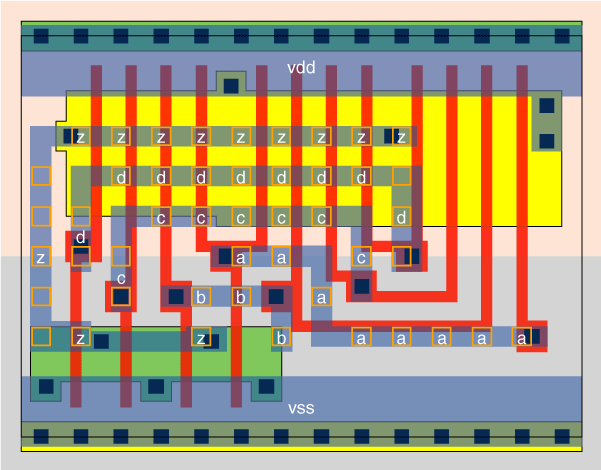 vdd
z z z z z z z z z
d d d d d d d
c c c c c d
d
z a a c
c
b b a
z z b a a a a a
vss